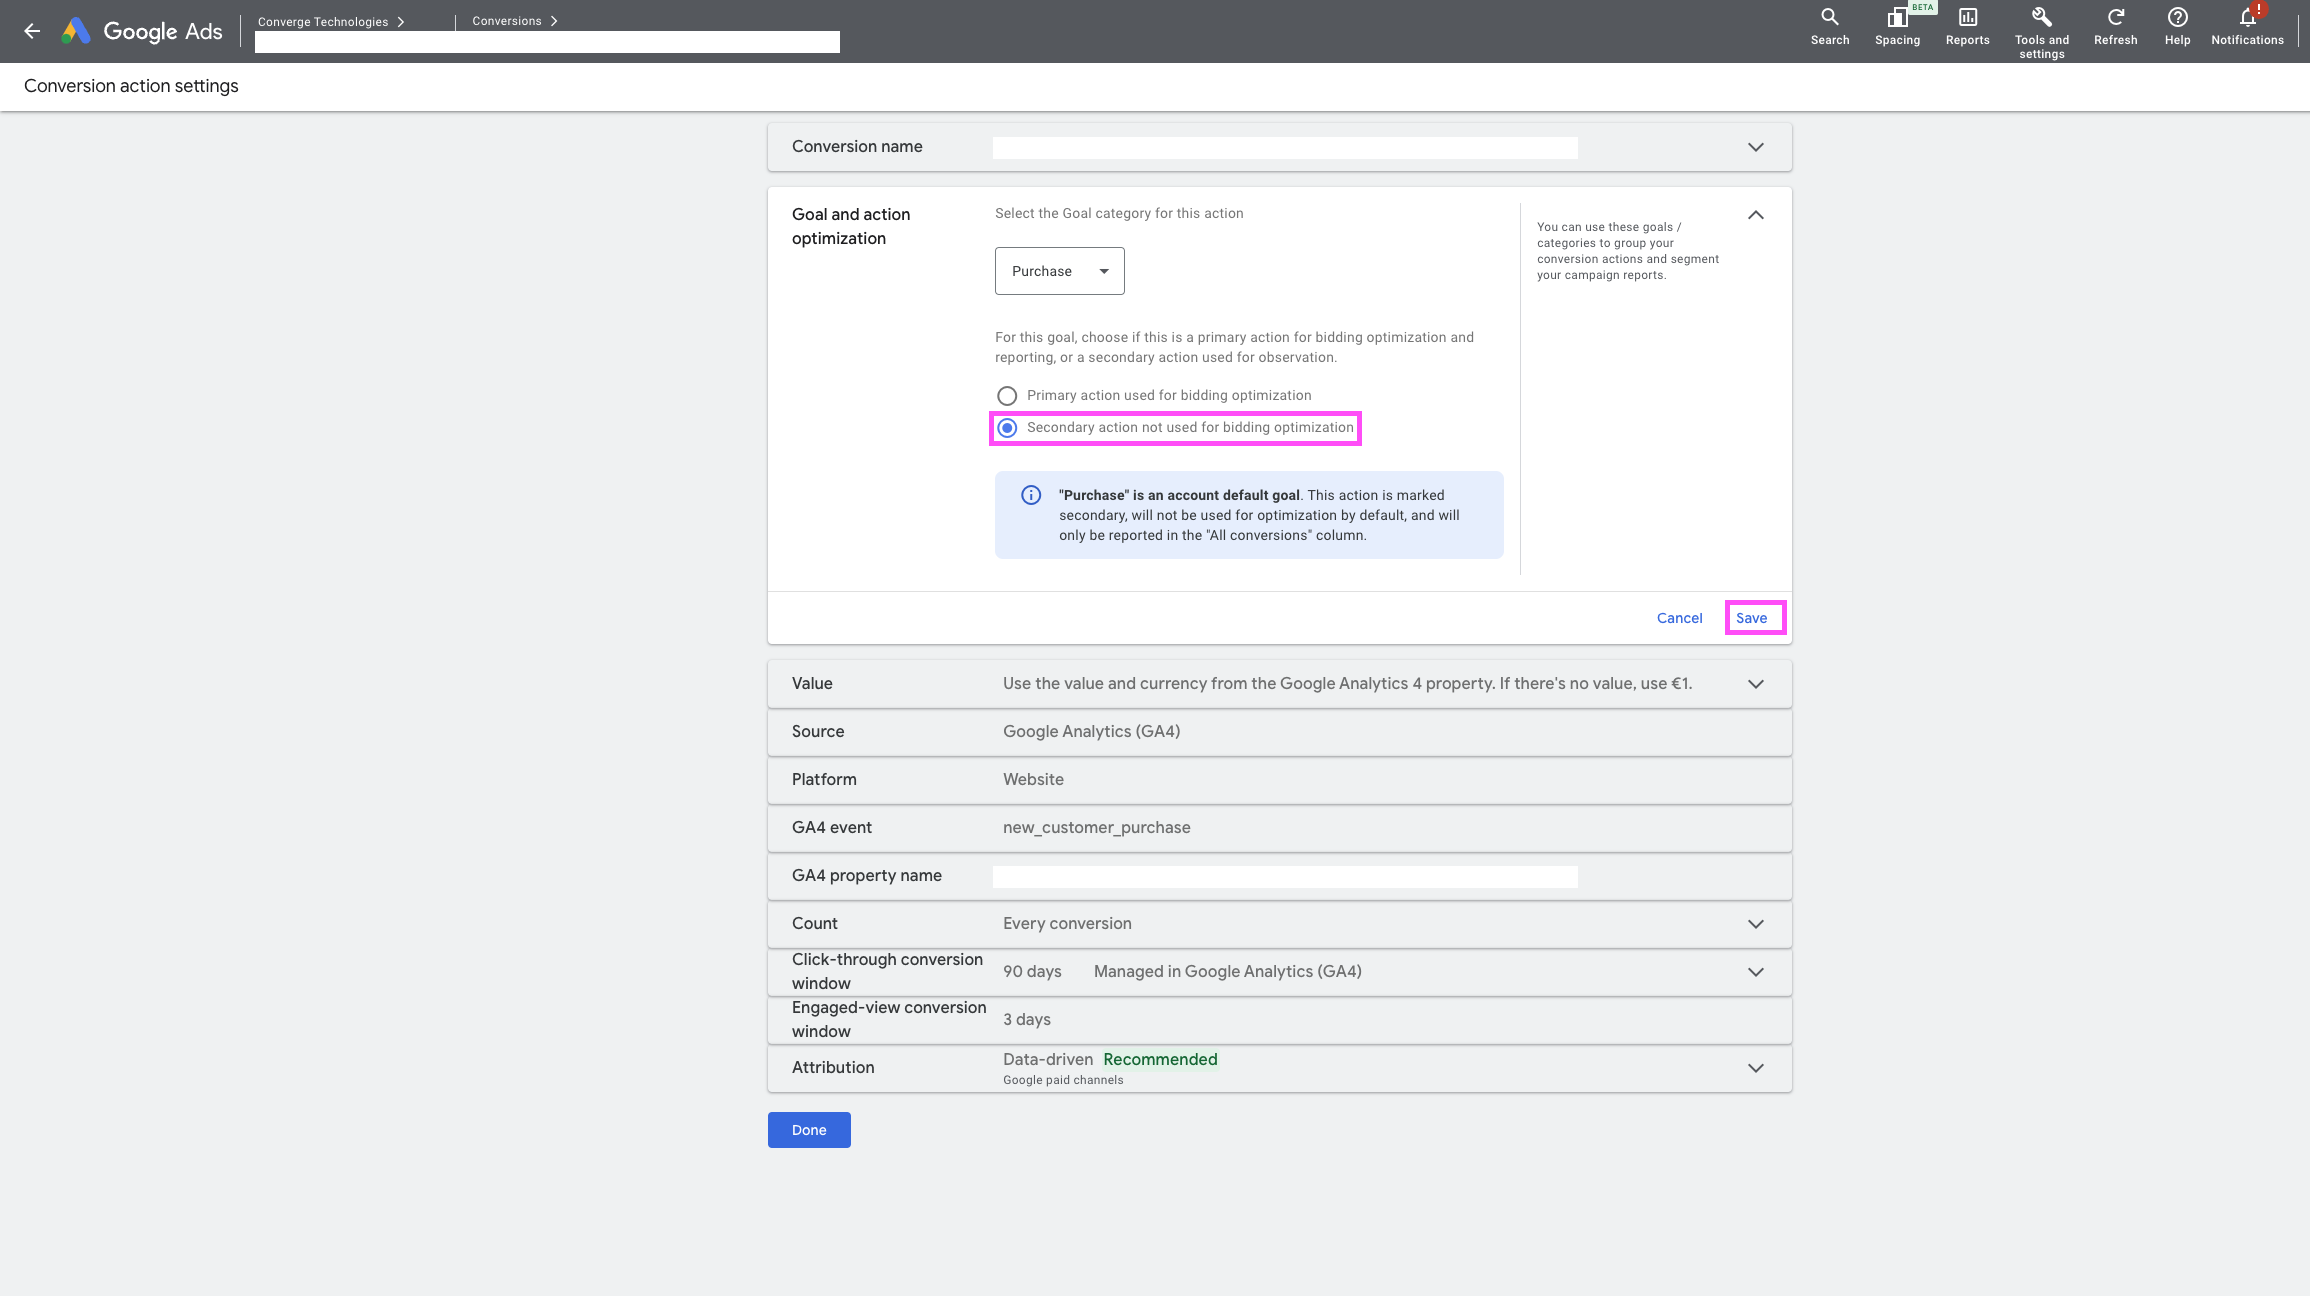 Google Ads
Converge Technologies
Conversions
Search
BETA
Spacing
Reports
Tools and
settings
Refresh
Help
!
Notifications
Conversion action settings
Conversion name
Goal and action
optimization
Select the Goal category for this action
Purchase
For this goal, choose if this is a primary action for bidding optimization and
reporting, or a secondary action used for observation.
Primary action used for bidding optimization
Secondary action not used for bidding optimization
"Purchase" is an account default goal. This action is marked
secondary, will not be used for optimization by default, and will
only be reported in the "All conversions" column.
You can use these goals /
categories to group your
conversion actions and segment
your campaign reports.
Cancel
Save
Value
Use the value and currency from the Google Analytics 4 property. If there's no value, use €1.
Source
Google Analytics (GA4)
Platform
Website
GA4 event
new_customer_purchase
GA4 property name
Count
Every conversion
Click-through conversion
window
90 days
Managed in Google Analytics (GA4)
Engaged-view conversion
window
3 days
Attribution
Data-driven Recommended
Google paid channels
Done